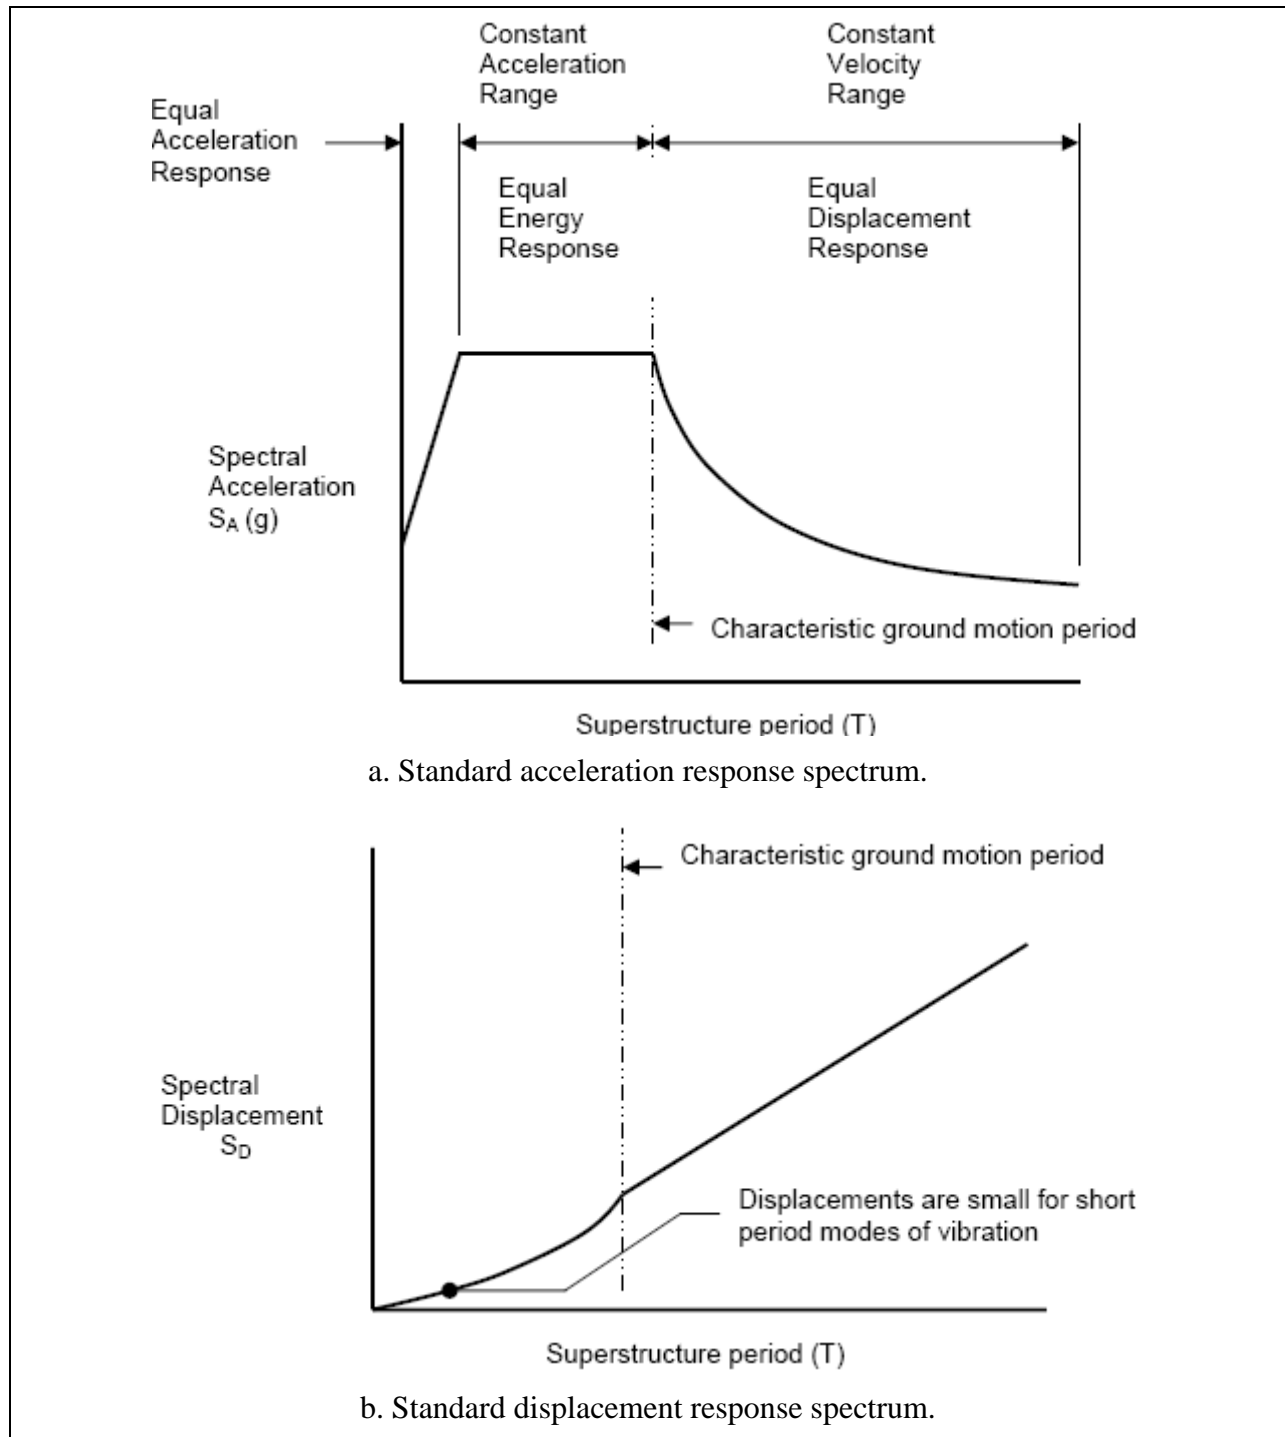 Constant
Acceleration
Range
Constant
Velocity
Range
Equal
Acceleration
Response
Equal
Energy
Response
Equal
Displacement
Response
Spectral
Acceleration
SA (g)
Characteristic ground motion period
Superstructure period (T)
a. Standard acceleration response spectrum.
Characteristic ground motion period
Spectral
Displacement
SD
Displacements are small for short
period modes of vibration
Superstructure period (T)
b. Standard displacement response spectrum.